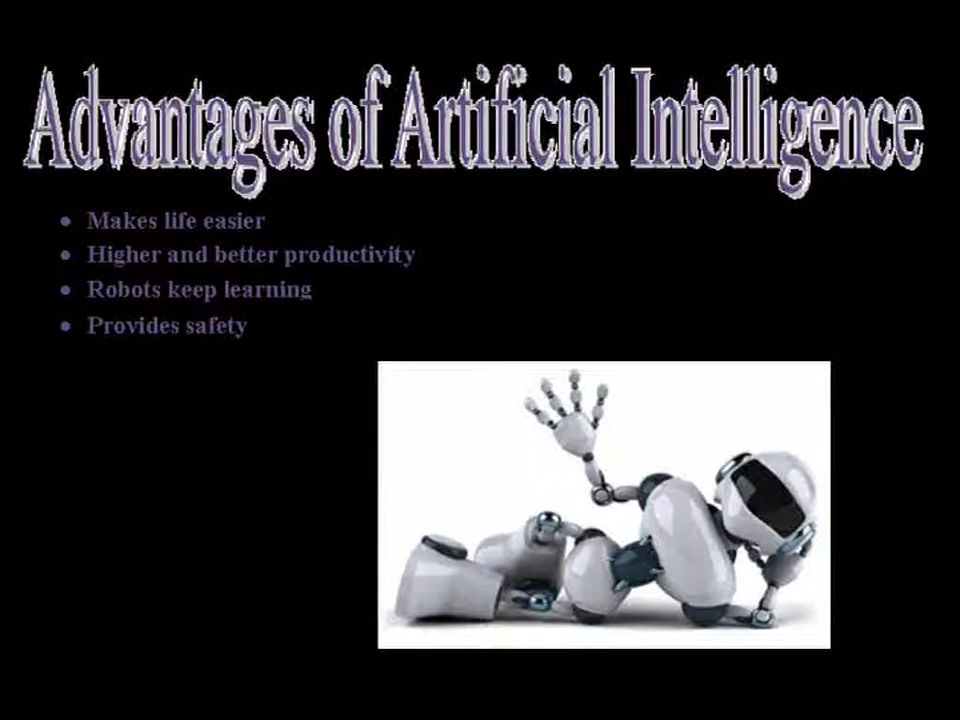 Advantages of Artificial Intelligence
• Makes life easier
• Higher and better productivity
• Robots keep learning
• Provides safety